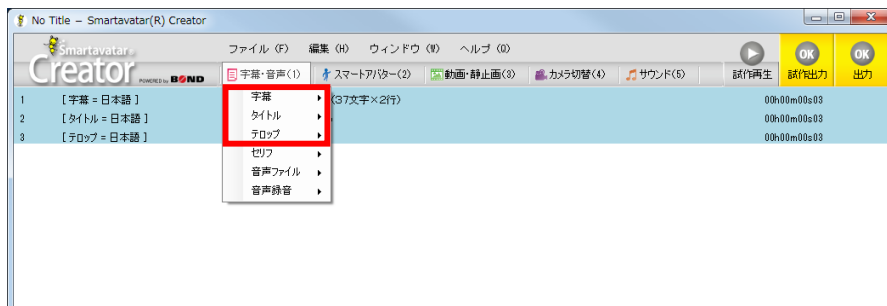 No Title – Smartavatar(R) Creator
Smartavatar
Creator POWERED by BOND
ファイル (F) 編集 (H) ウィンドウ (W) ヘルプ (O)
字幕・音声(1) スマートアバター(2) 動画・静止画(3) カメラ切替(4) サウンド(5)
試作再生 OK 試作出力 OK 出力
1 [ 字幕 = 日本語 ] (37文字×2行) 00h00m00s03
2 [ タイトル = 日本語 ] 00h00m00s03
3 [ テロップ = 日本語 ] 00h00m00s03
字幕
タイトル
テロップ
セリフ
音声ファイル
音声録音